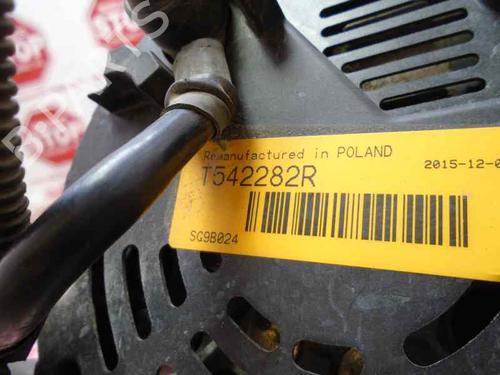 Remanufactured in POLAND
2015-12-0
T542282R
SG9B024